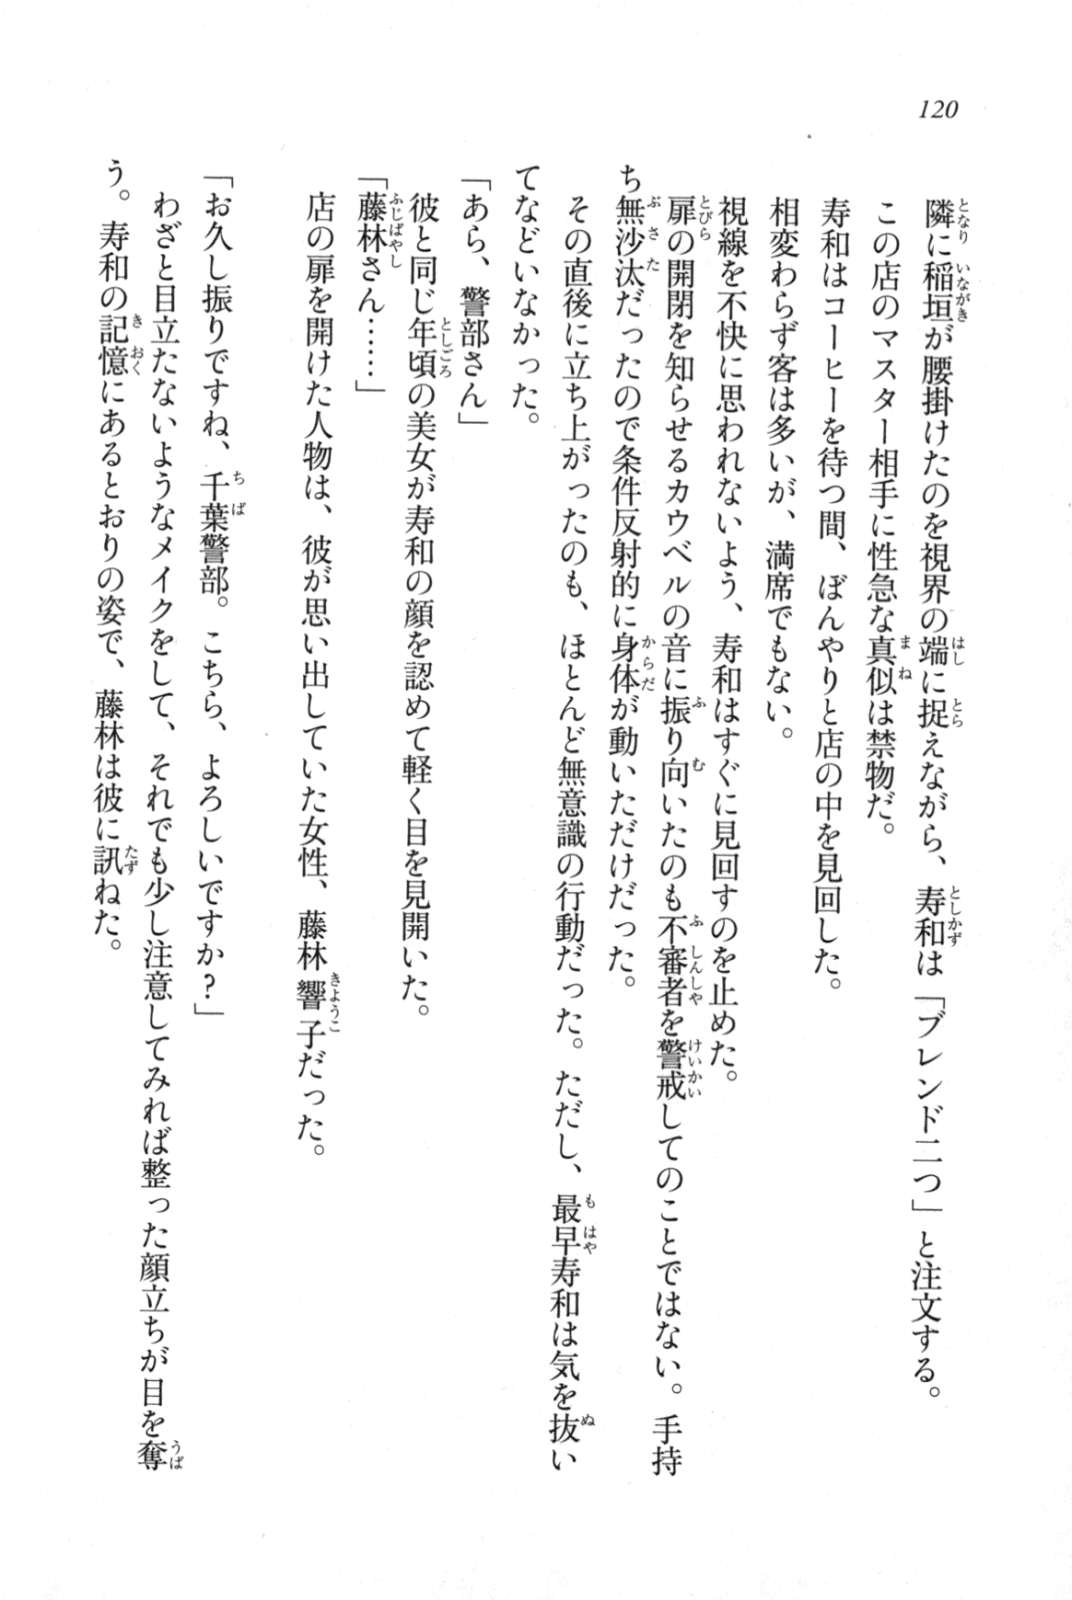 120
隣に稲垣が腰掛けたのを視界の端に捉えながら、寿和は「ブレンド二つ」と注文する。
この店のマスター相手に性急な真似は禁物だ。
寿和はコーヒーを待つ間、ぼんやりと店の中を見回した。
相変わらず客は多いが、満席でもない。
視線を不快に思われないよう、寿和はすぐに見回すのを止めた。
扉の開閉を知らせるカウベルの音に振り向いたのも不審者を警戒してのことではない。手持
ち無沙汰だったので条件反射的に身体が動いただけだった。
その直後に立ち上がったのも、ほとんど無意識の行動だった。ただし、最早寿和は気を抜い
てなどいなかった。
「あら、警部さん」
彼と同じ年頃の美女が寿和の顔を認めて軽く目を見開いた。
「藤林さん……」
店の扉を開けた人物は、彼が思い出していた女性、藤林響子だった。
「お久し振りですね、千葉警部。こちら、よろしいですか？」
わざと目立たないようなメイクをして、それでも少し注意してみれば整った顔立ちが目を奪
う。寿和の記憶にあるとおりの姿で、藤林は彼に訊ねた。